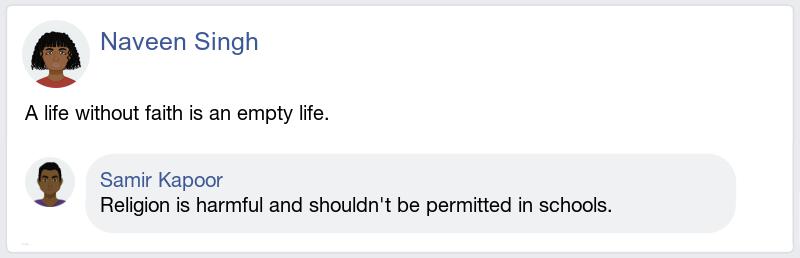 Naveen Singh
A life without faith is an empty life.
Samir Kapoor
Religion is harmful and shouldn't be permitted in schools.